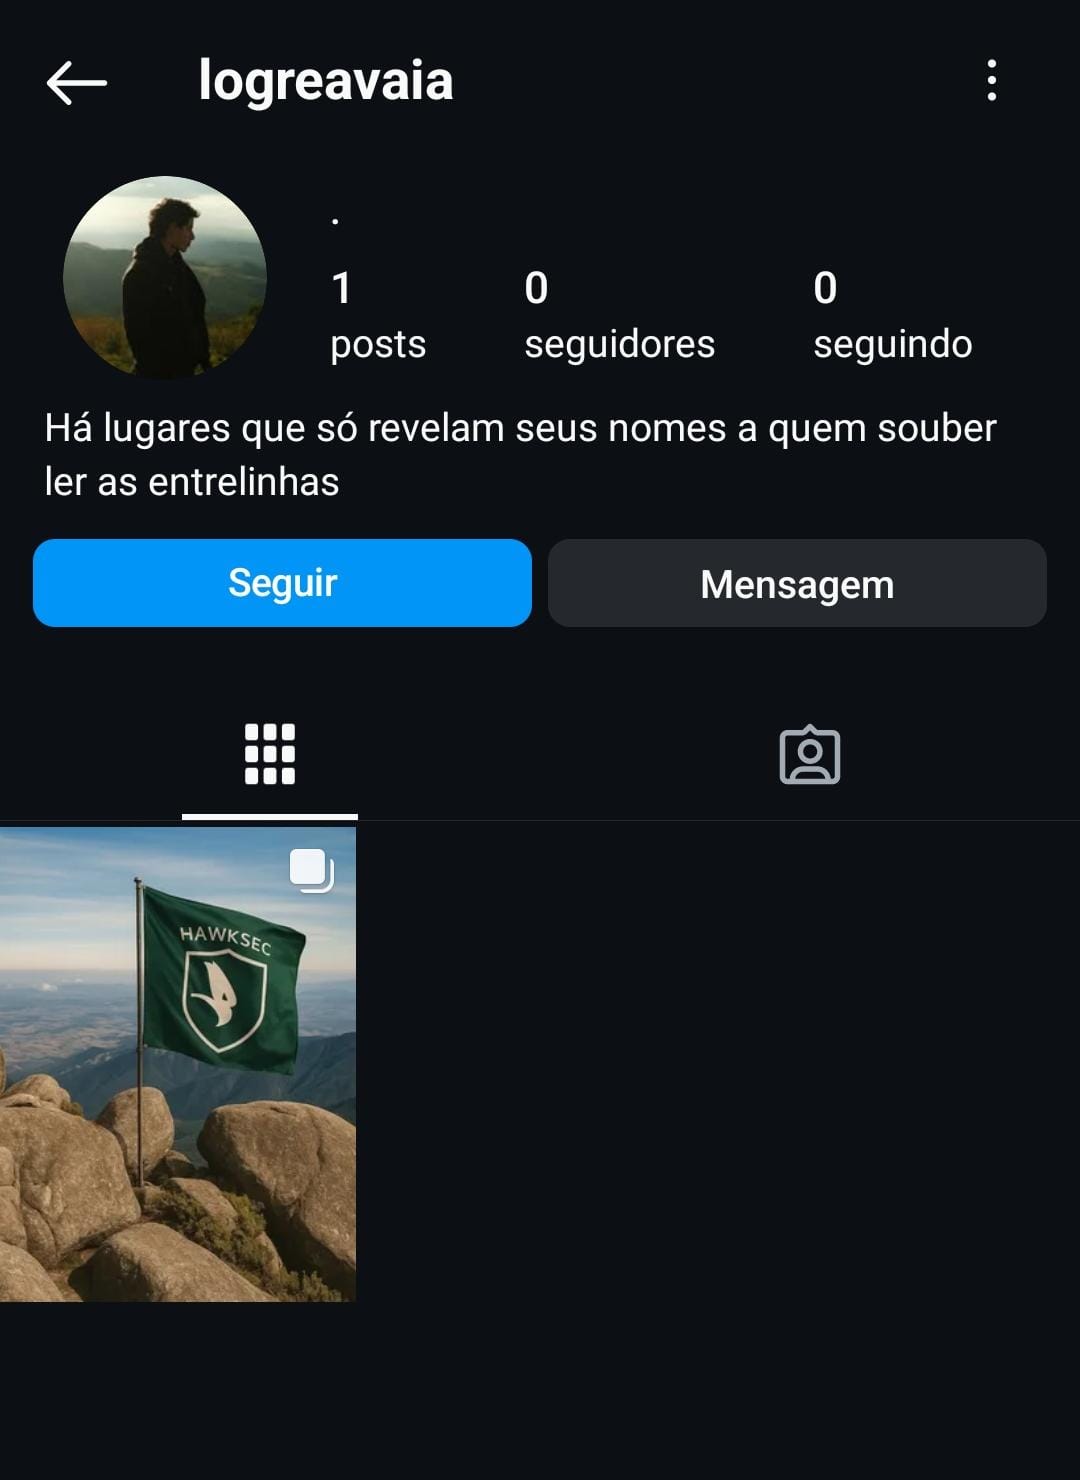 logreavaia
.
1
0
0
posts
seguidores
seguindo
Há lugares que só revelam seus nomes a quem souber
ler as entrelinhas
Seguir
Mensagem
HAWKSEC